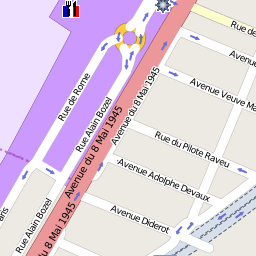 Rue de
Avenue
Rue de Rome
Avenue du 8 Mai 1945
Avenue Veuve Ma
Rue Alain Bozel
Avenue du 8 Mai 1945
Rue du Pilote Raveu
Avenue Adolphe Devaux
Avenue Diderot
Rue Alain Bozel
du 8 Mai 1945
aris